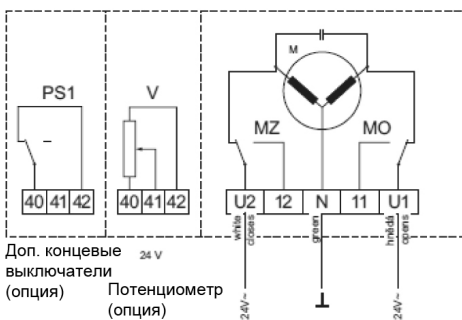 M
PS1
V
MZ
MO
40 41 42
40 41 42
U2 12 N 11 U1
white
closes
green
hnědá
opens
Доп. концевые
выключатели
(опция)
24 V
Потенциометр
(опция)
24V~
24V~